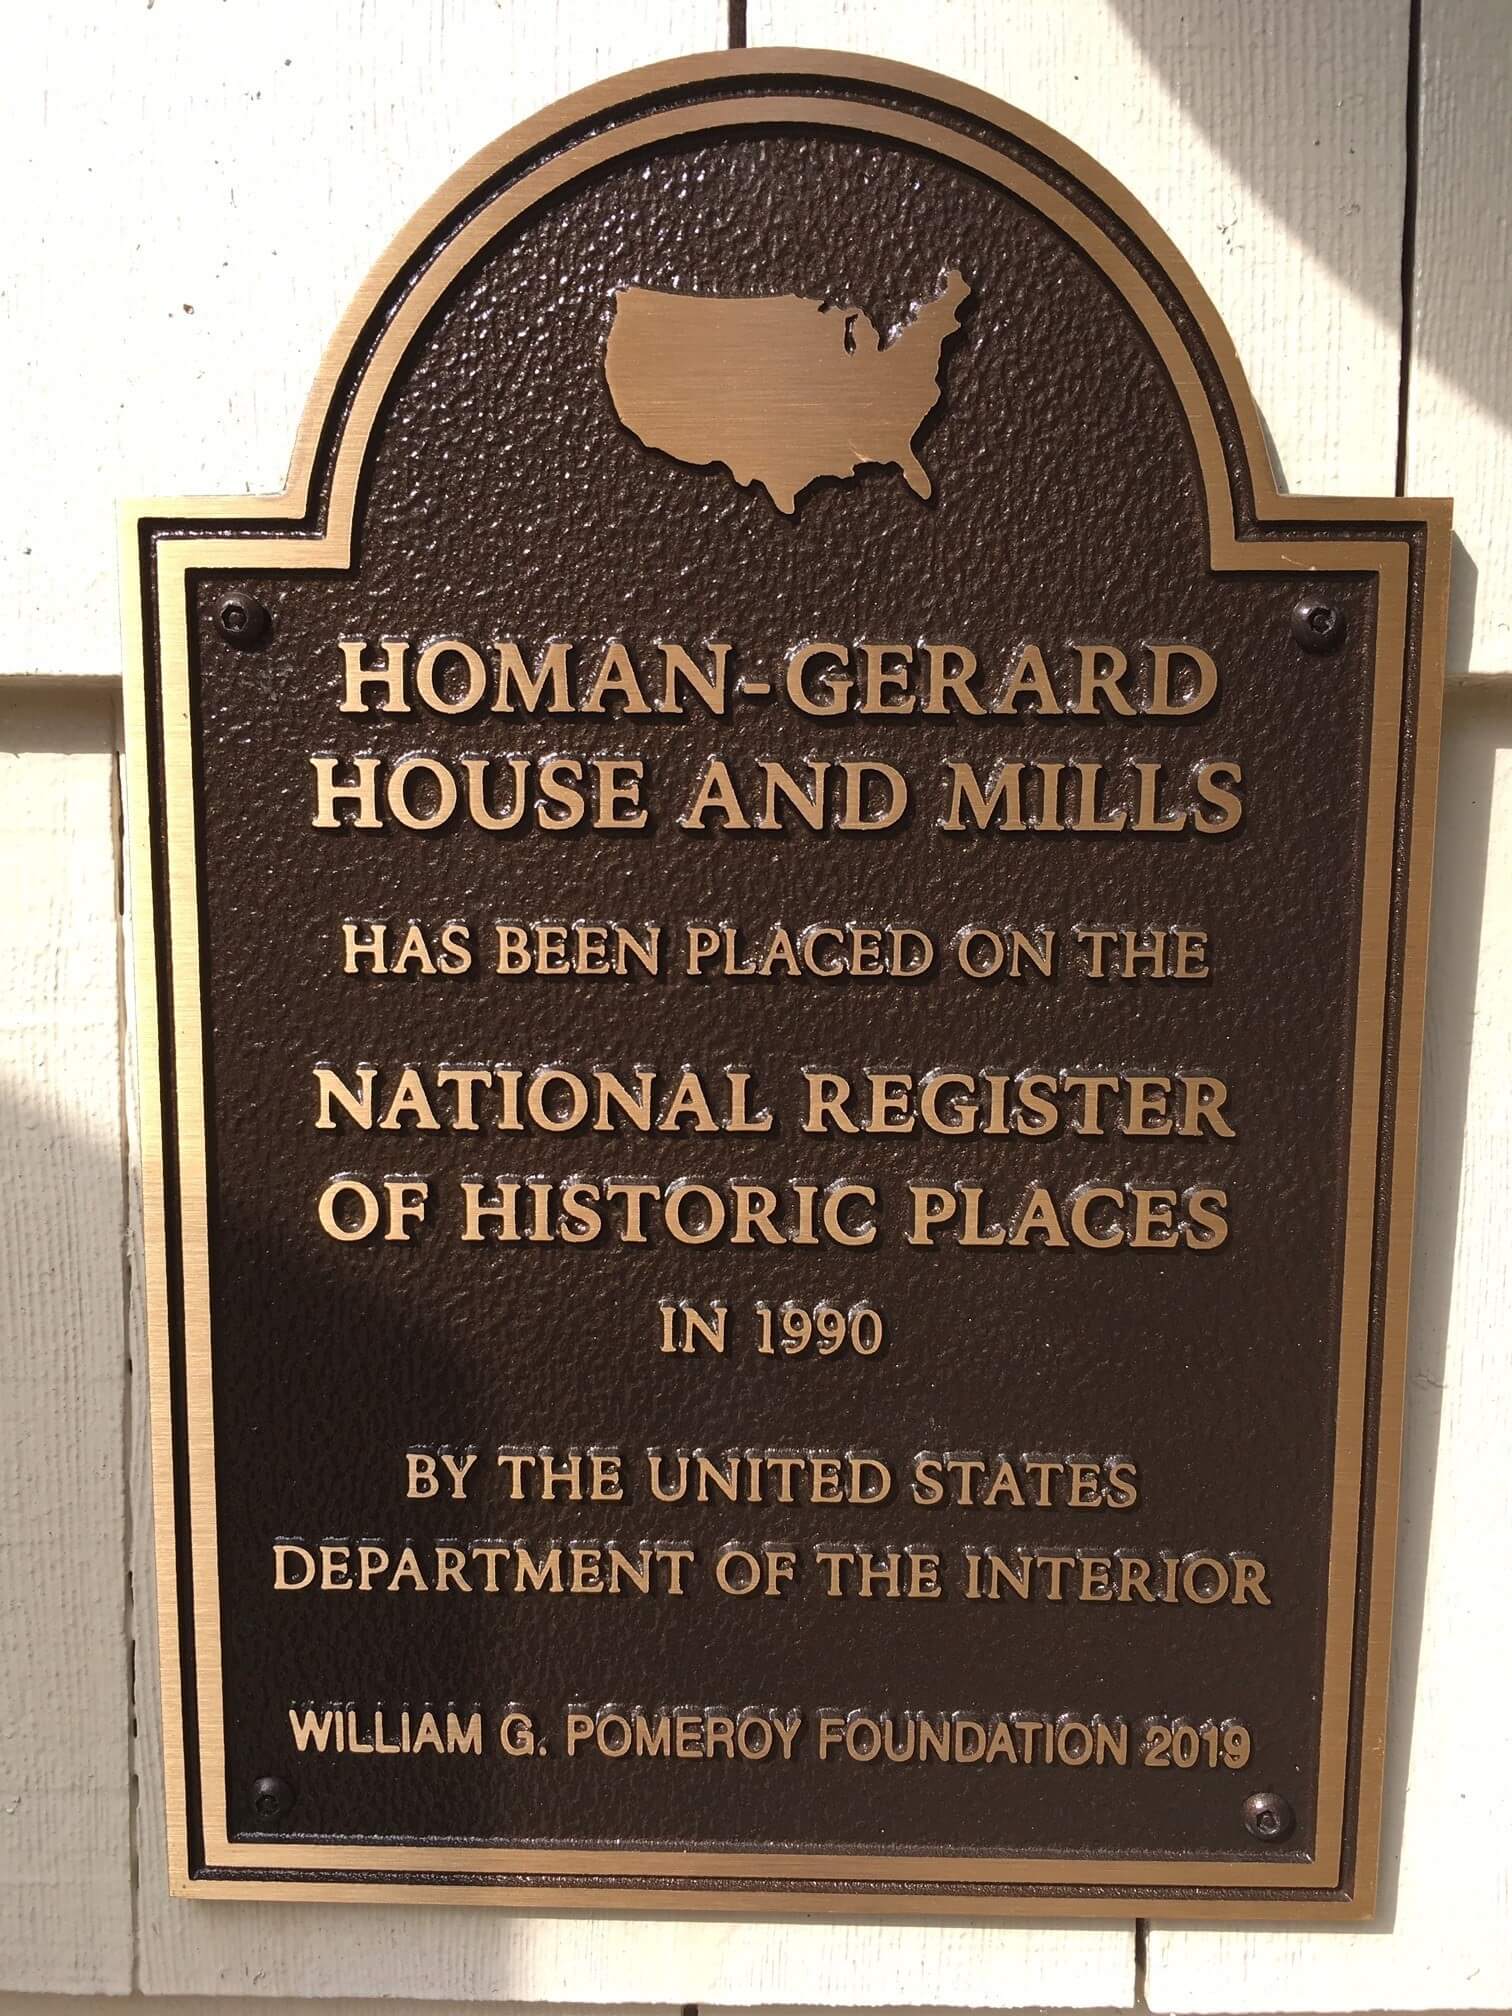 HOMAN-GERARD
HOUSE AND MILLS
HAS BEEN PLACED ON THE
NATIONAL REGISTER
OF HISTORIC PLACES
IN 1990
BY THE UNITED STATES
DEPARTMENT OF THE INTERIOR
WILLIAM G. POMEROY FOUNDATION 2019